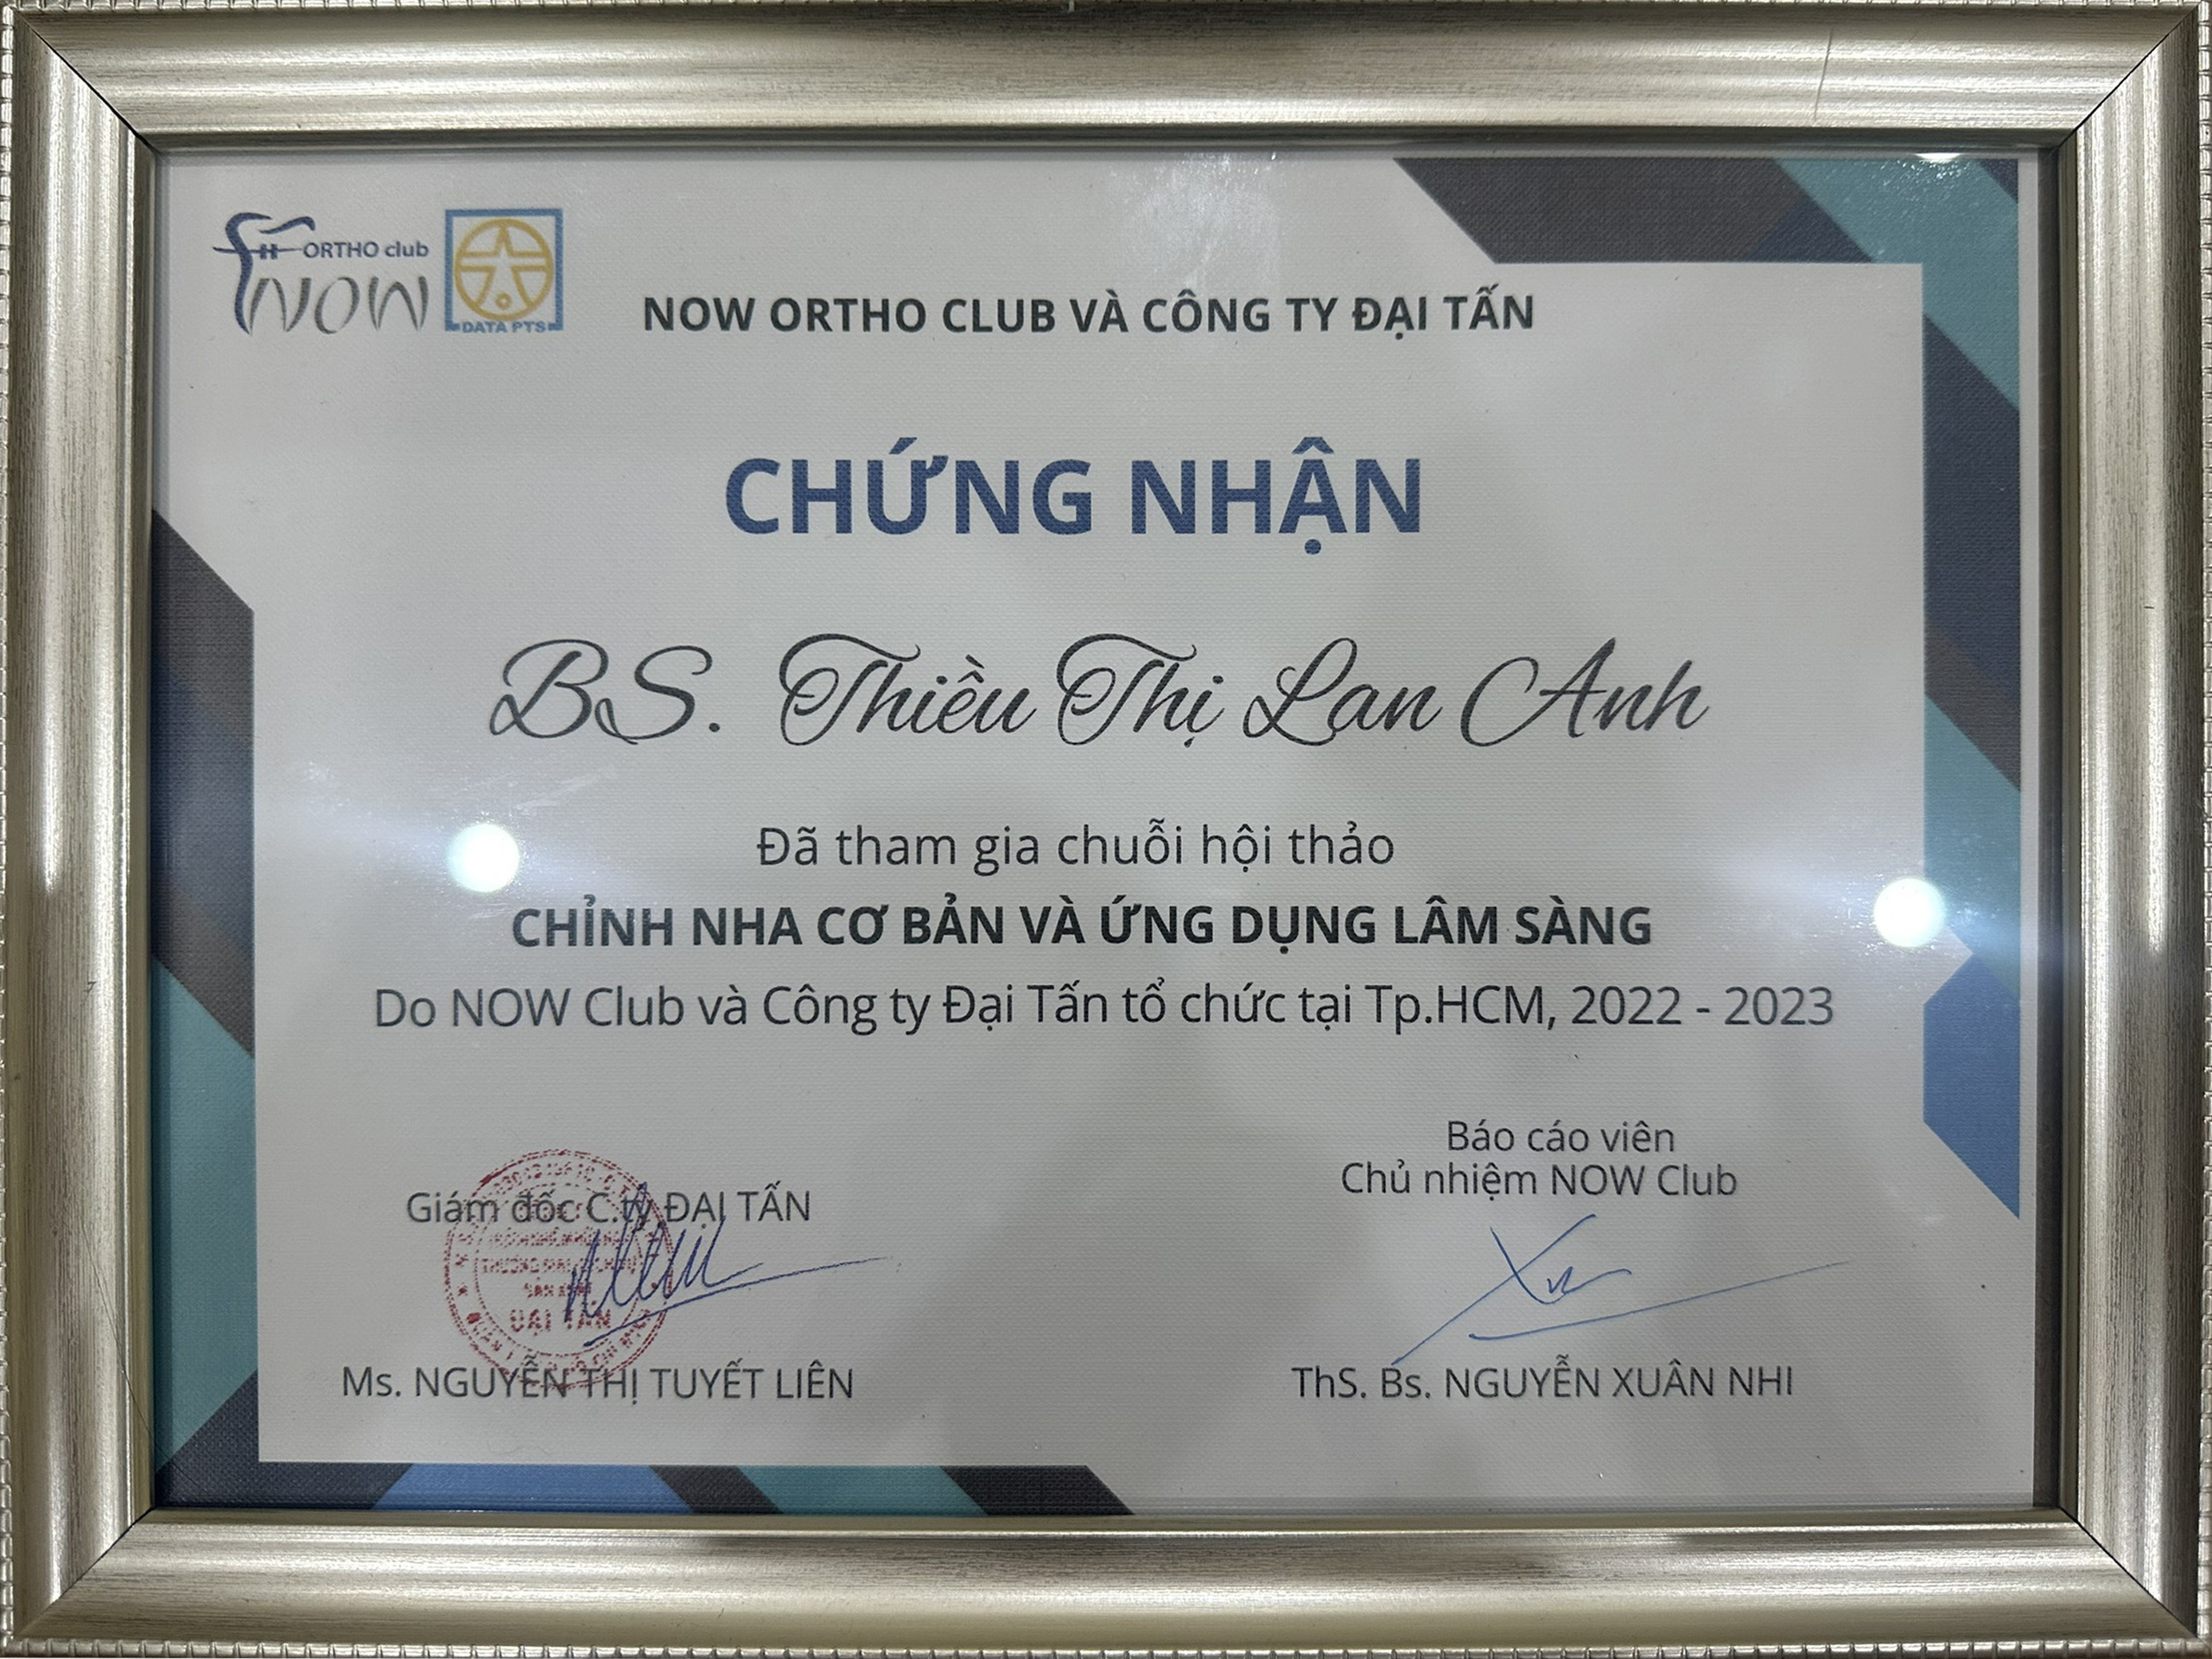 ORTHO club
NOW
DATA PTS
NOW ORTHO CLUB VÀ CÔNG TY ĐẠI TẤN
CHỨNG NHẬN
BS. Thiều Thị Lan Anh
Đã tham gia chuỗi hội thảo
CHỈNH NHA CƠ BẢN VÀ ỨNG DỤNG LÂM SÀNG
Do NOW Club và Công ty Đại Tấn tổ chức tại Tp.HCM, 2022 - 2023
Giám đốc C.ty ĐẠI TẤN
ĐẠI TẤN
Ms. NGUYỄN THỊ TUYẾT LIÊN
Báo cáo viên
Chủ nhiệm NOW Club
ThS. Bs. NGUYỄN XUÂN NHI